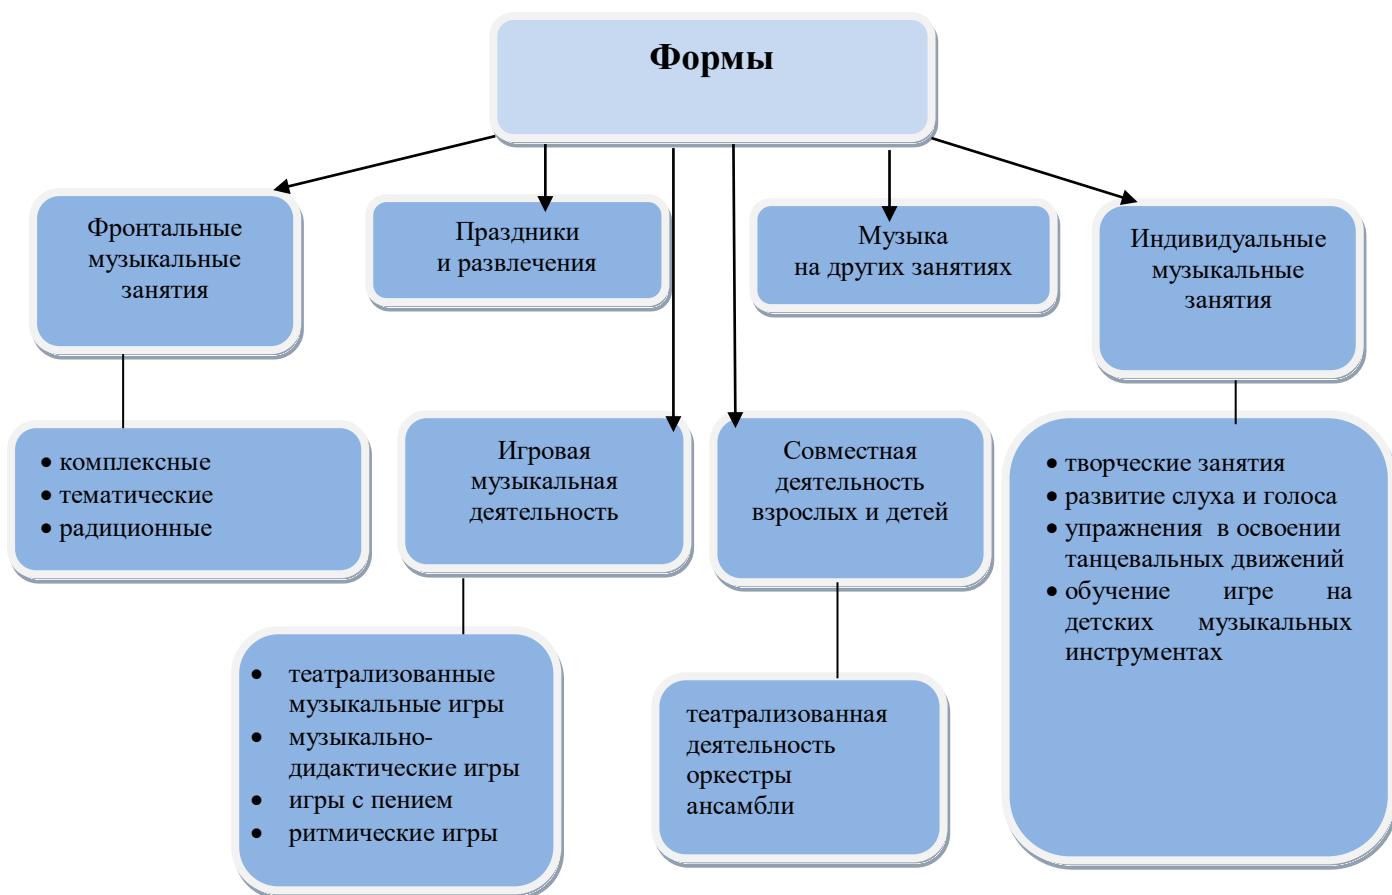 Формы
Фронтальные
музыкальные
занятия
Праздники
и развлечения
Музыка
на других занятиях
Индивидуальные
музыкальные
занятия
• комплексные
• тематические
• радиционные
Игровая
музыкальная
деятельность
Совместная
деятельность
взрослых и детей
• творческие занятия
• развитие слуха и голоса
• упражнения в освоении
танцевальных движений
• обучение игре на
детских музыкальных
инструментах
• театрализованные
музыкальные игры
• музыкально-
дидактические игры
• игры с пением
• ритмические игры
театрализованная
деятельность
оркестры
ансамбли